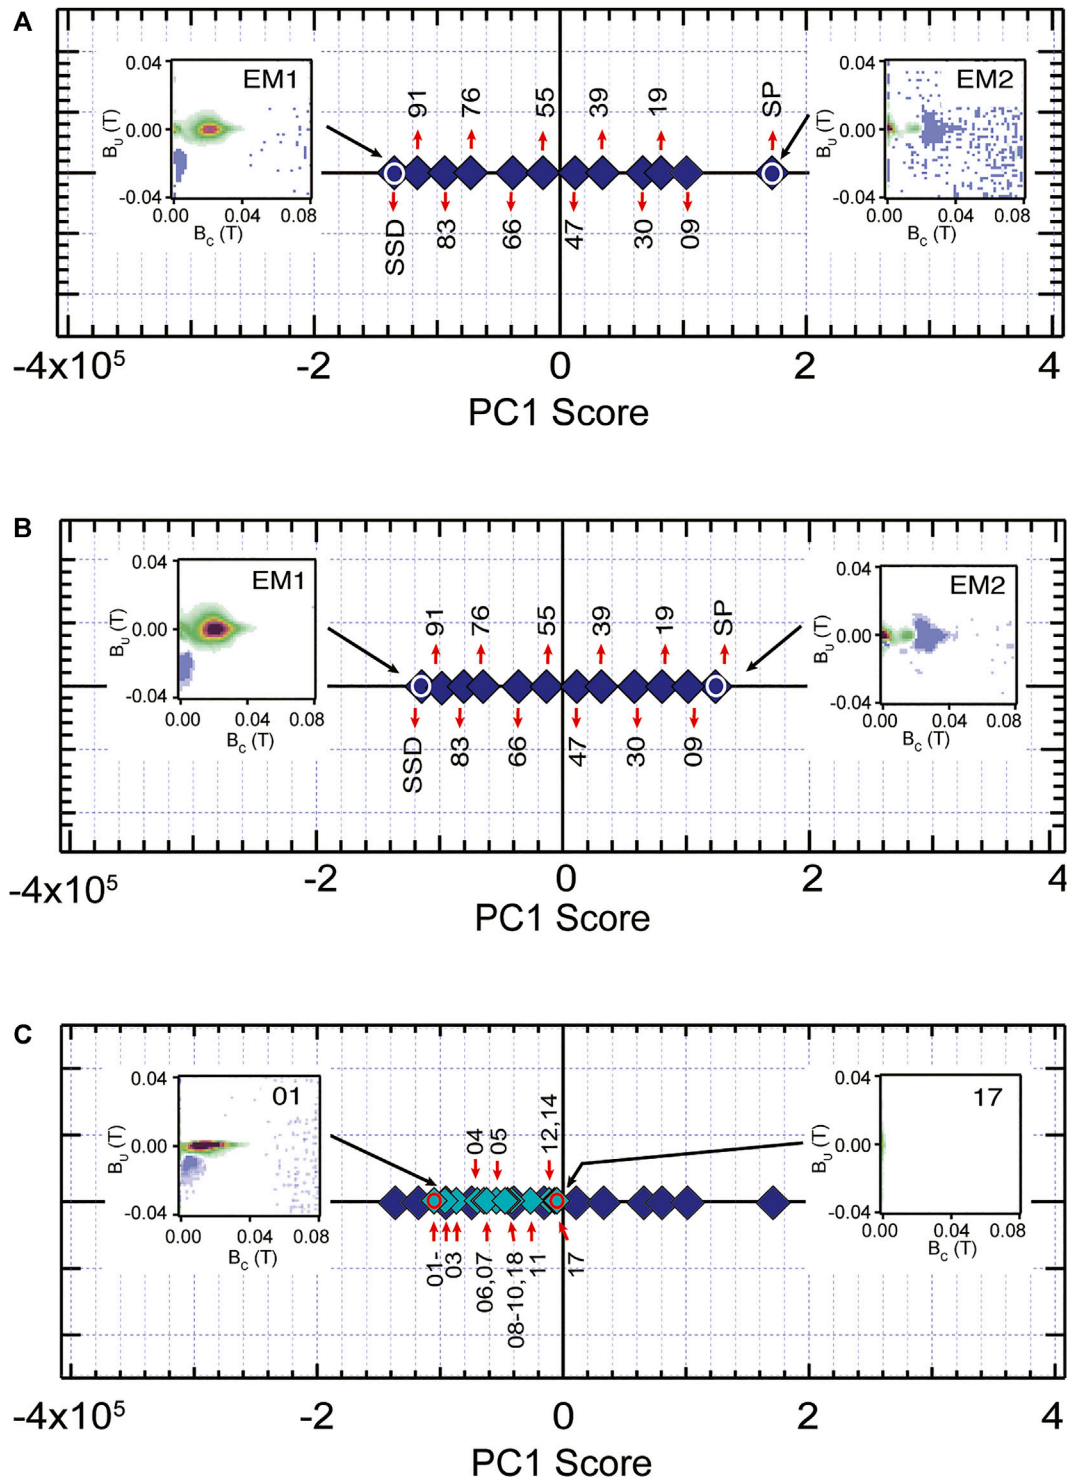 A
0.04
0.00
-0.04
B_U (T)
EM1
0.00 0.04 0.08
B_C (T)
91 76 55 39 19 SP
SSD 83 66 47 30 09
0.04
0.00
-0.04
B_U (T)
EM2
0.00 0.04 0.08
B_C (T)
-4x10⁵ -2 0 2 4
PC1 Score
B
0.04
0.00
-0.04
B_U (T)
EM1
0.00 0.04 0.08
B_C (T)
91 76 55 39 19 SP
SSD 83 66 47 30 09
0.04
0.00
-0.04
B_U (T)
EM2
0.00 0.04 0.08
B_C (T)
-4x10⁵ -2 0 2 4
PC1 Score
C
0.04
0.00
-0.04
B_U (T)
01
0.00 0.04 0.08
B_C (T)
04 05 12,14
01-
03 06,07 08-10,18 11 17
0.04
0.00
-0.04
B_U (T)
17
0.00 0.04 0.08
B_C (T)
-4x10⁵ -2 0 2 4
PC1 Score